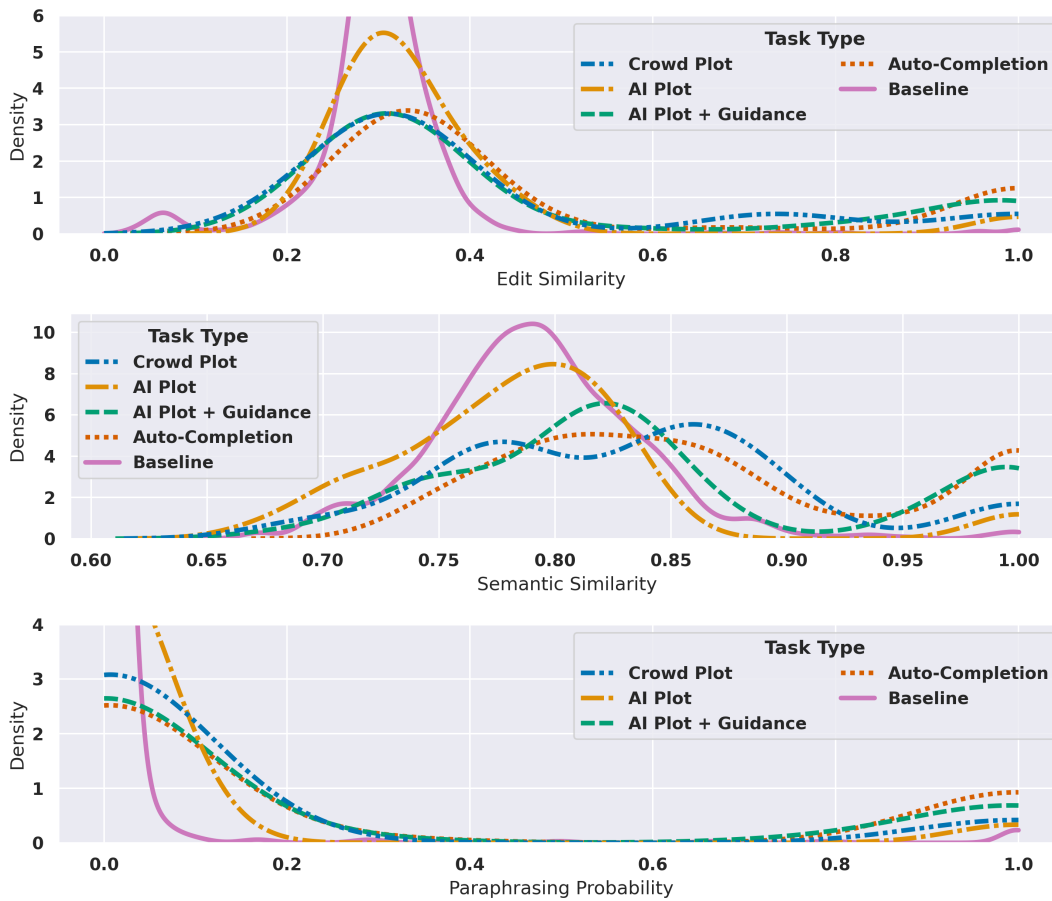 6
5
4
3
2
1
0
Density
Task Type
Crowd Plot
AI Plot
AI Plot + Guidance
Auto-Completion
Baseline
0.0 0.2 0.4 0.6 0.8 1.0
Edit Similarity
10
8
6
4
2
0
Density
Task Type
Crowd Plot
AI Plot
AI Plot + Guidance
Auto-Completion
Baseline
0.60 0.65 0.70 0.75 0.80 0.85 0.90 0.95 1.00
Semantic Similarity
4
3
2
1
0
Density
Task Type
Crowd Plot
AI Plot
AI Plot + Guidance
Auto-Completion
Baseline
0.0 0.2 0.4 0.6 0.8 1.0
Paraphrasing Probability